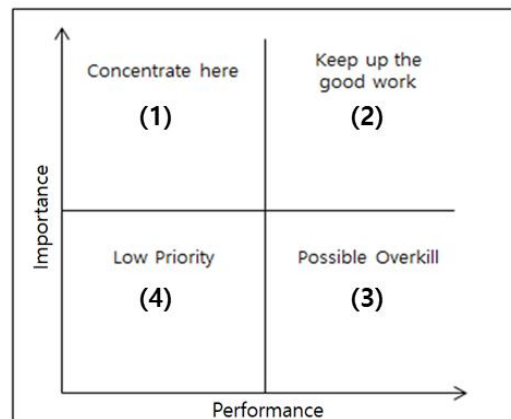 Concentrate here
(1)
Keep up the
good work
(2)
Importance
Low Priority
(4)
Possible Overkill
(3)
Performance